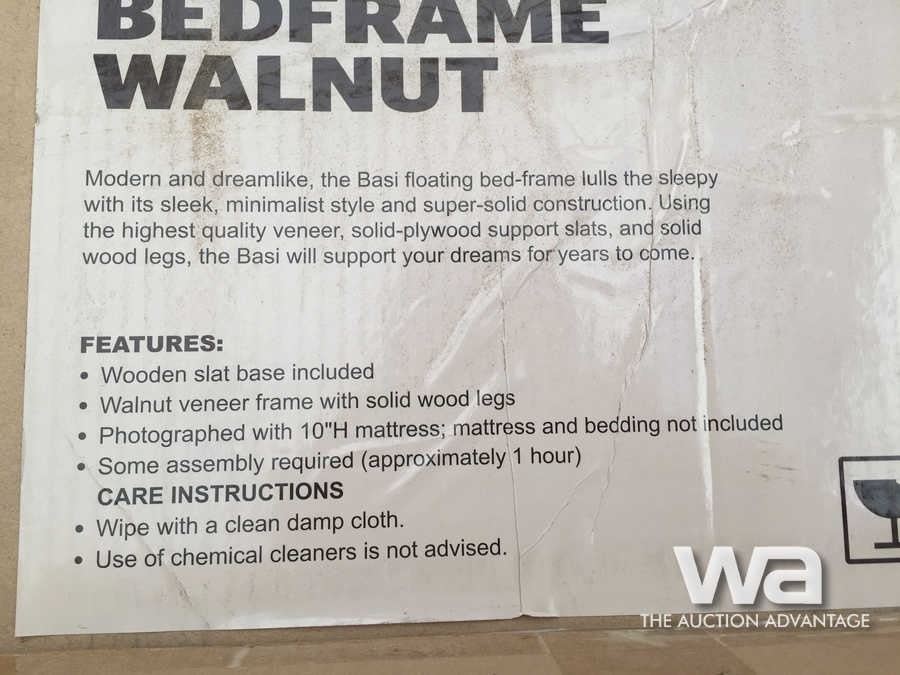 BEDFRAME
WALNUT
Modern and dreamlike, the Basi floating bed-frame lulls the sleepy
with its sleek, minimalist style and super-solid construction. Using
the highest quality veneer, solid-plywood support slats, and solid
wood legs, the Basi will support your dreams for years to come.
FEATURES:
• Wooden slat base included
• Walnut veneer frame with solid wood legs
• Photographed with 10"H mattress; mattress and bedding not included
• Some assembly required (approximately 1 hour)
CARE INSTRUCTIONS
• Wipe with a clean damp cloth.
• Use of chemical cleaners is not advised.
wa
THE AUCTION ADVANTAGE